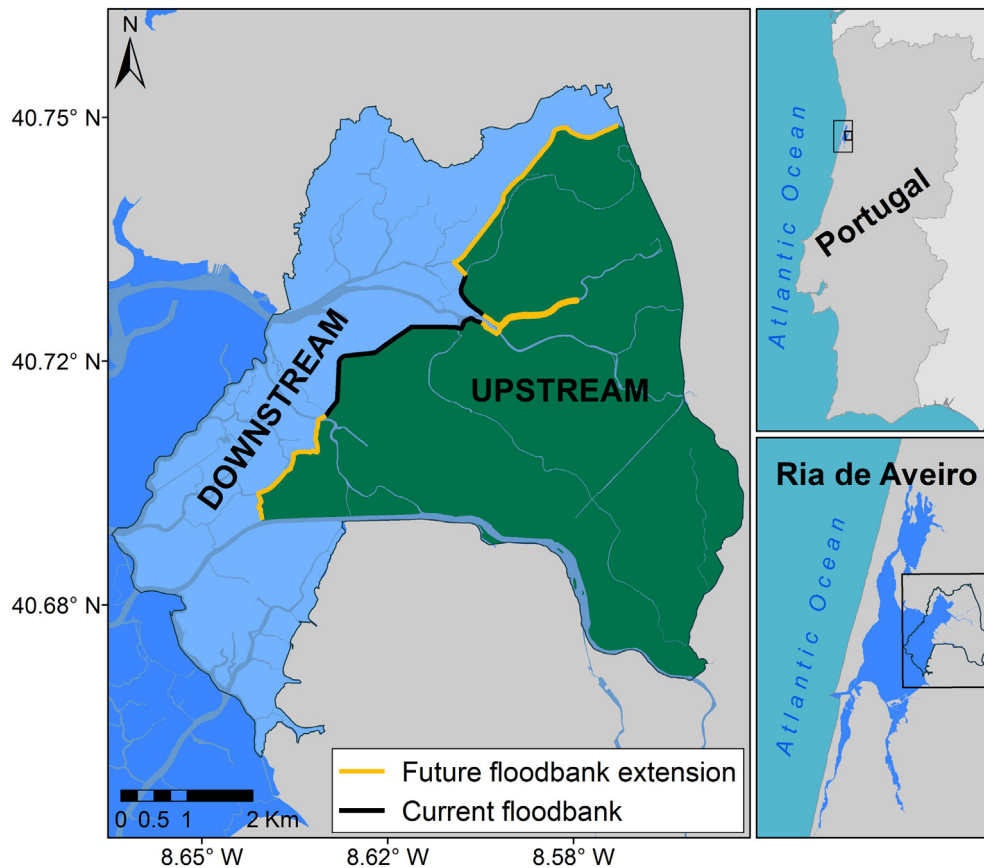 N
40.75° N
40.72° N
40.68° N
8.65° W
8.62° W
8.58° W
DOWNSTREAM
UPSTREAM
Future floodbank extension
Current floodbank
0 0.5 1 2 Km
Atlantic Ocean
Portugal
Ria de Aveiro
Atlantic Ocean